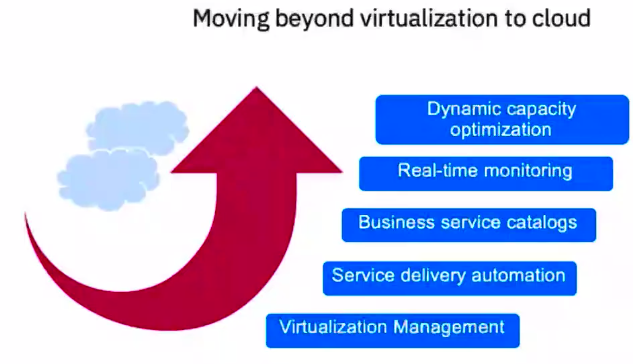 Moving beyond virtualization to cloud
Dynamic capacity
optimization
Real-time monitoring
Business service catalogs
Service delivery automation
Virtualization Management